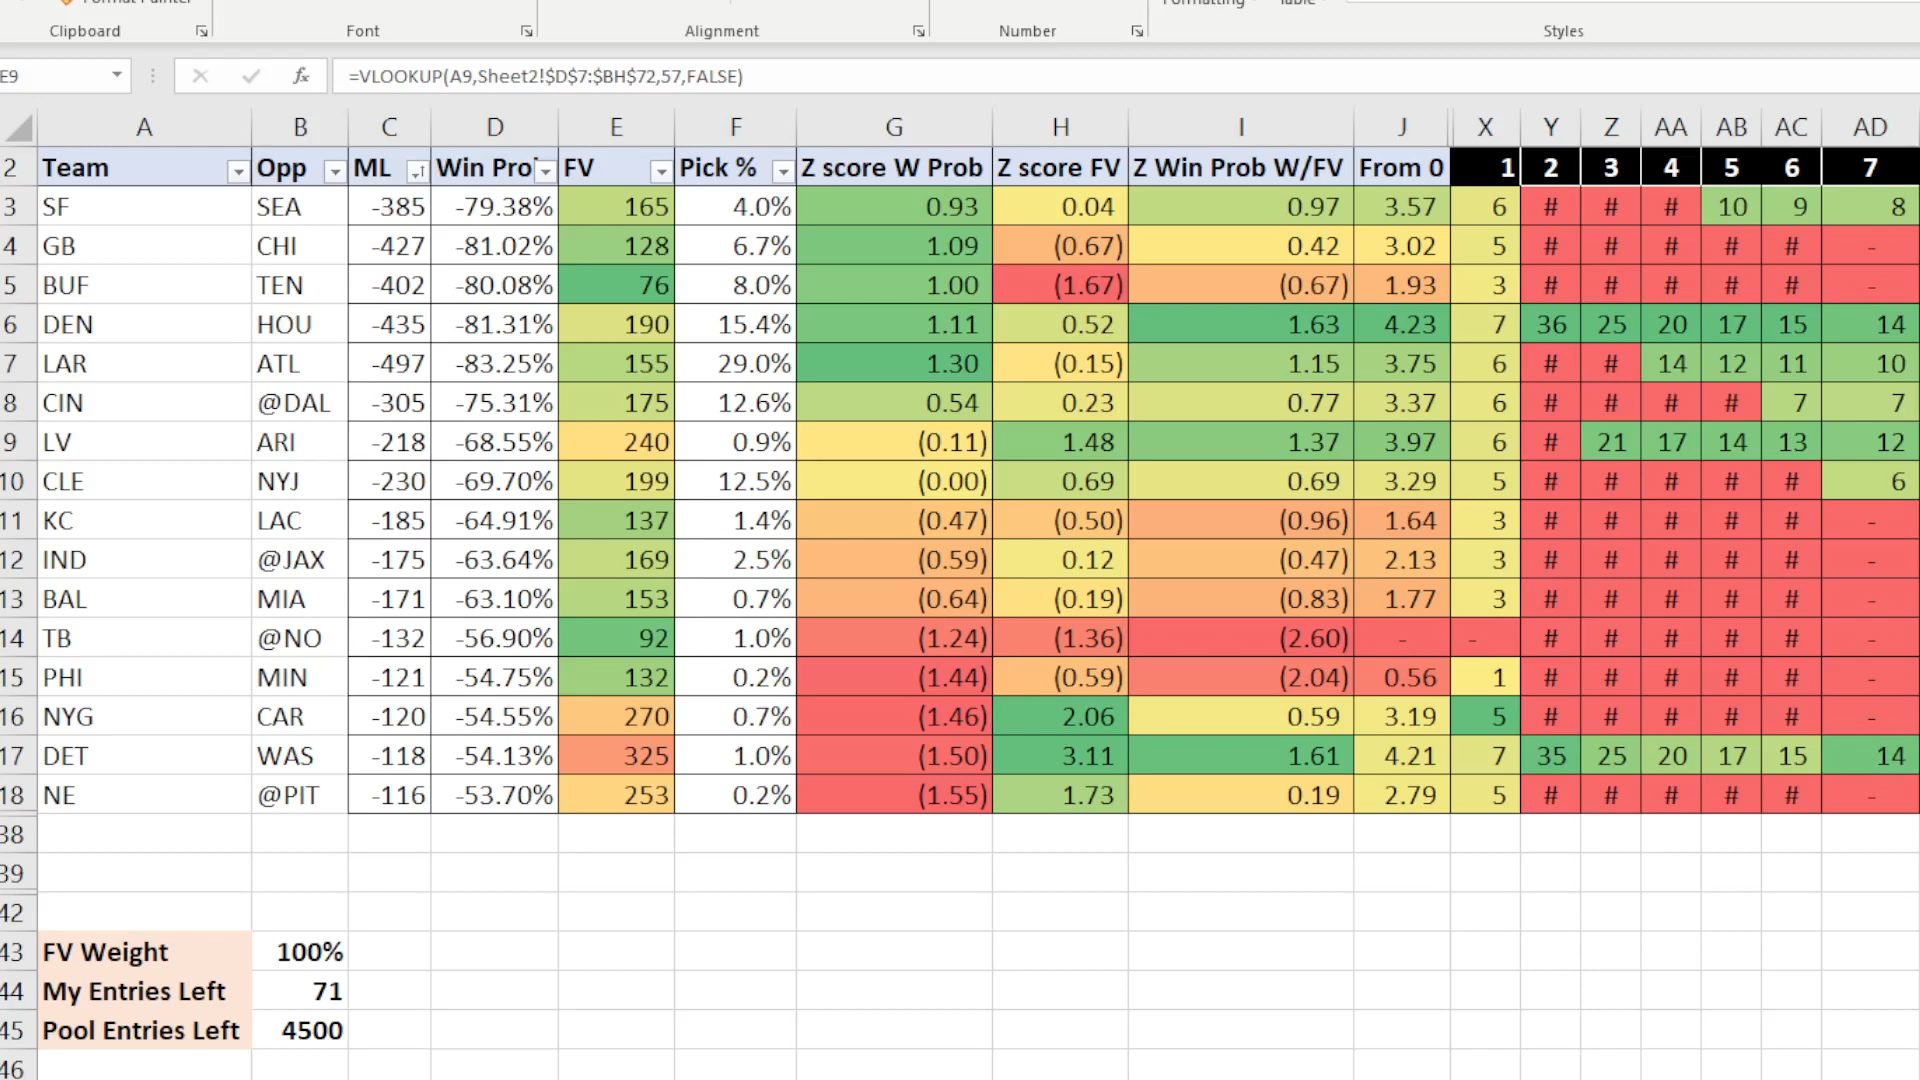 Clipboard Font Alignment Number Styles
E9 fx =VLOOKUP(A9,Sheet2!$D$7:$BH$72,57,FALSE)
A B C D E F G H I J X Y Z AA AB AC AD
2 Team Opp ML Win Pro FV Pick % Z score W Prob Z score FV Z Win Prob W/FV From 0 1 2 3 4 5 6 7
3 SF SEA -385 -79.38% 165 4.0% 0.93 0.04 0.97 3.57 6 # # # 10 9 8
4 GB CHI -427 -81.02% 128 6.7% 1.09 (0.67) 0.42 3.02 5 # # # # # -
5 BUF TEN -402 -80.08% 76 8.0% 1.00 (1.67) (0.67) 1.93 3 # # # # # -
6 DEN HOU -435 -81.31% 190 15.4% 1.11 0.52 1.63 4.23 7 36 25 20 17 15 14
7 LAR ATL -497 -83.25% 155 29.0% 1.30 (0.15) 1.15 3.75 6 # # 14 12 11 10
8 CIN @DAL -305 -75.31% 175 12.6% 0.54 0.23 0.77 3.37 6 # # # # 7 7
9 LV ARI -218 -68.55% 240 0.9% (0.11) 1.48 1.37 3.97 6 # 21 17 14 13 12
10 CLE NYJ -230 -69.70% 199 12.5% (0.00) 0.69 0.69 3.29 5 # # # # # 6
11 KC LAC -185 -64.91% 137 1.4% (0.47) (0.50) (0.96) 1.64 3 # # # # # -
12 IND @JAX -175 -63.64% 169 2.5% (0.59) 0.12 (0.47) 2.13 3 # # # # # -
13 BAL MIA -171 -63.10% 153 0.7% (0.64) (0.19) (0.83) 1.77 3 # # # # # -
14 TB @NO -132 -56.90% 92 1.0% (1.24) (1.36) (2.60) - - # # # # # -
15 PHI MIN -121 -54.75% 132 0.2% (1.44) (0.59) (2.04) 0.56 1 # # # # # -
16 NYG CAR -120 -54.55% 270 0.7% (1.46) 2.06 0.59 3.19 5 # # # # # -
17 DET WAS -118 -54.13% 325 1.0% (1.50) 3.11 1.61 4.21 7 35 25 20 17 15 14
18 NE @PIT -116 -53.70% 253 0.2% (1.55) 1.73 0.19 2.79 5 # # # # # -
38
39
42
43 FV Weight 100%
44 My Entries Left 71
45 Pool Entries Left 4500
46